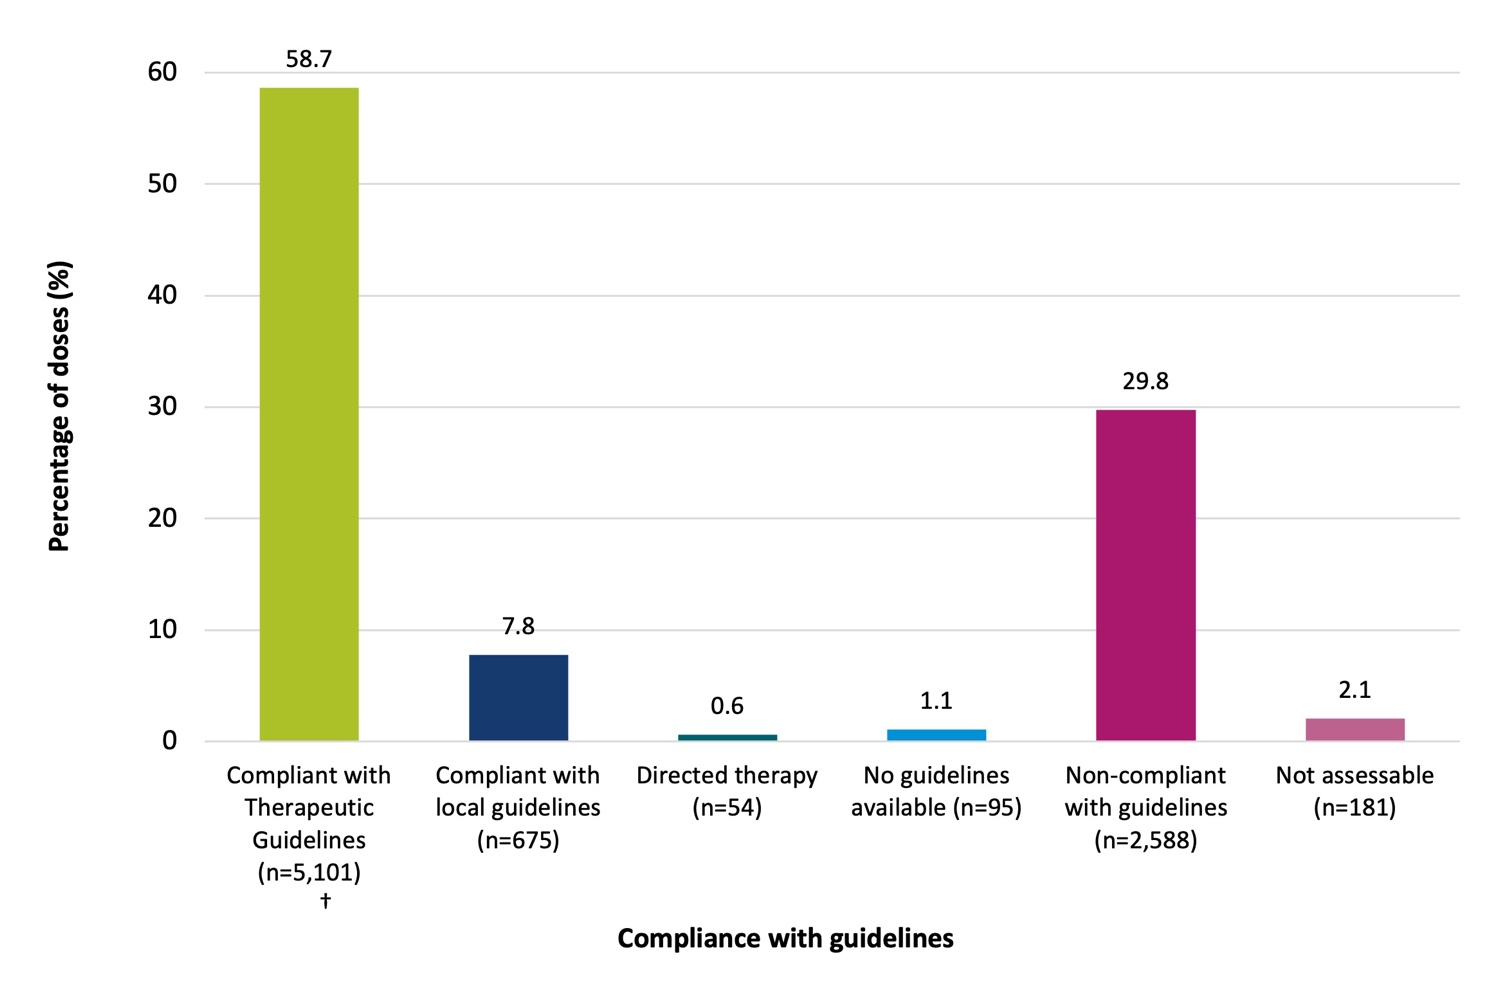 58.7
60
50
40
30
20
10
0
Percentage of doses (%)
7.8
0.6
1.1
29.8
2.1
Compliant with
Therapeutic
Guidelines
(n=5,101)
†
Compliant with
local guidelines
(n=675)
Directed therapy
(n=54)
No guidelines
available (n=95)
Non-compliant
with guidelines
(n=2,588)
Not assessable
(n=181)
Compliance with guidelines